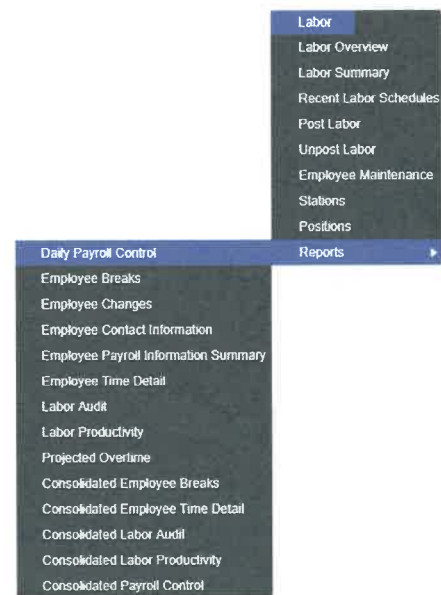 Labor
Labor Overview
Labor Summary
Recent Labor Schedules
Post Labor
Unpost Labor
Employee Maintenance
Stations
Positions
Reports
Daily Payroll Control
Employee Breaks
Employee Changes
Employee Contact Information
Employee Payroll Information Summary
Employee Time Detail
Labor Audit
Labor Productivity
Projected Overtime
Consolidated Employee Breaks
Consolidated Employee Time Detail
Consolidated Labor Audit
Consolidated Labor Productivity
Consolidated Payroll Control